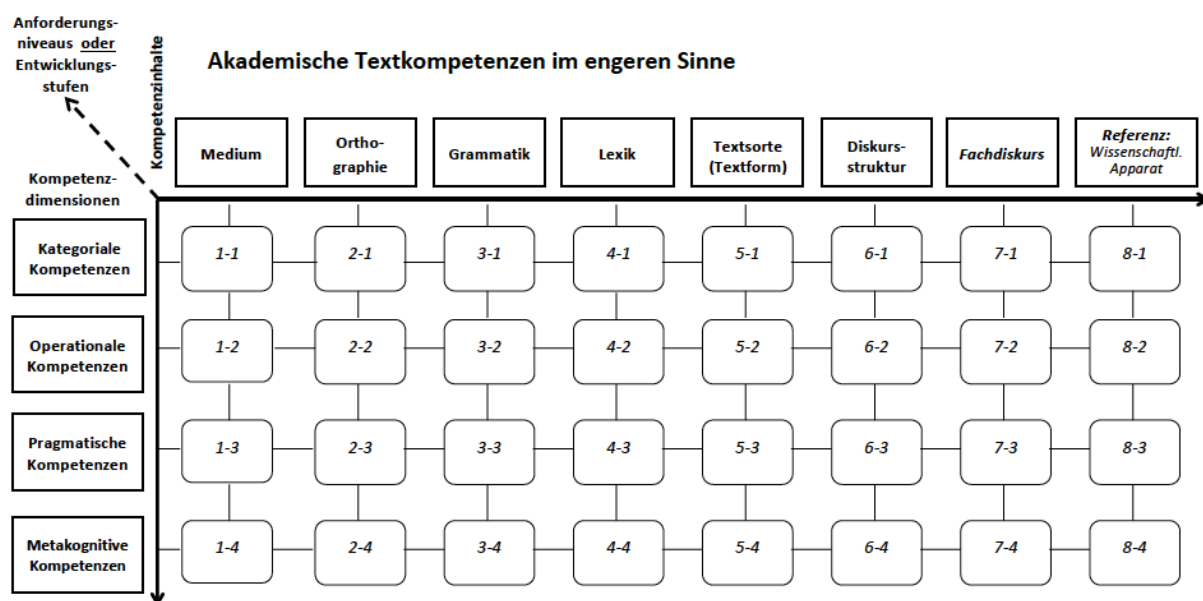 Anforderungs-
niveaus oder
Entwicklungs-
stufen
Kompetenzinhalte
Akademische Textkompetenzen im engeren Sinne
Medium
Ortho-
graphie
Grammatik
Lexik
Textsorte
(Textform)
Diskurs-
struktur
Fachdiskurs
Referenz:
Wissenschaftl.
Apparat
Kompetenz-
dimensionen
Kategoriale
Kompetenzen
1-1 2-1 3-1 4-1 5-1 6-1 7-1 8-1
Operationale
Kompetenzen
1-2 2-2 3-2 4-2 5-2 6-2 7-2 8-2
Pragmatische
Kompetenzen
1-3 2-3 3-3 4-3 5-3 6-3 7-3 8-3
Metakognitive
Kompetenzen
1-4 2-4 3-4 4-4 5-4 6-4 7-4 8-4